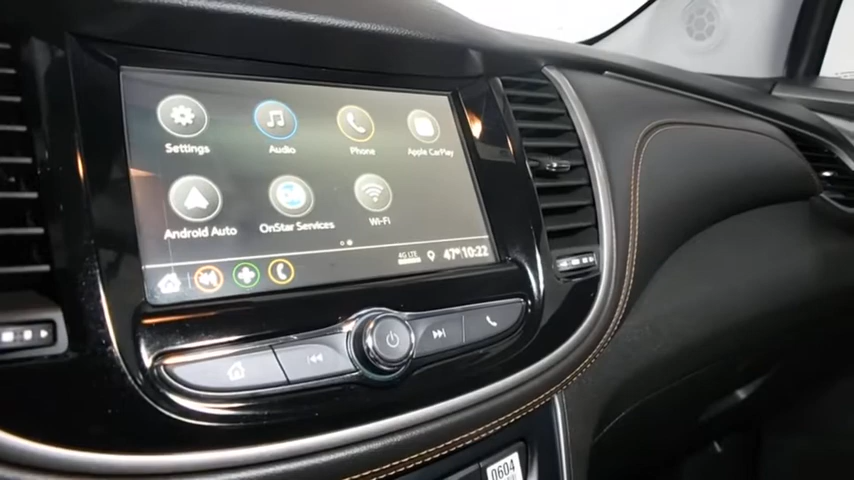 Settings
Audio
Phone
Apple CarPlay
Android Auto
OnStar Services
Wi-Fi
4G LTE
47° 10:22
0604